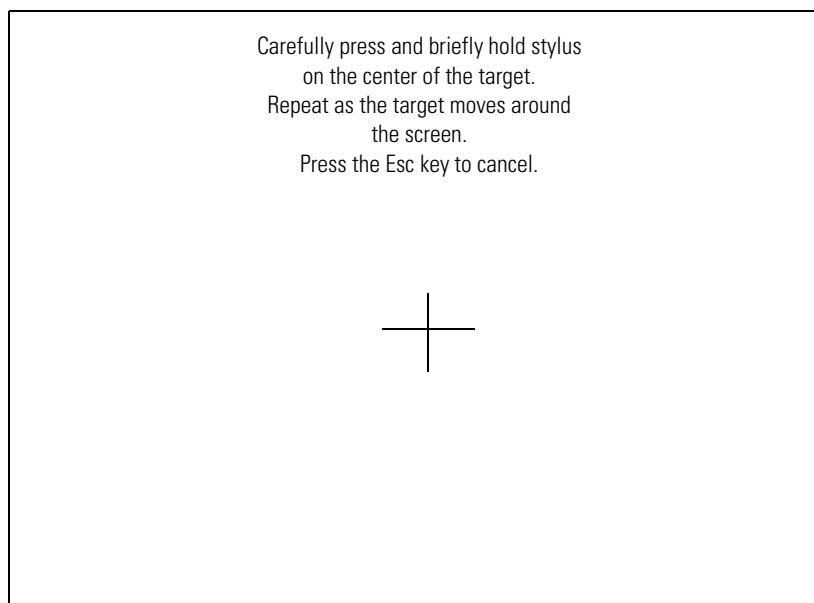 Carefully press and briefly hold stylus
on the center of the target.
Repeat as the target moves around
the screen.
Press the Esc key to cancel.